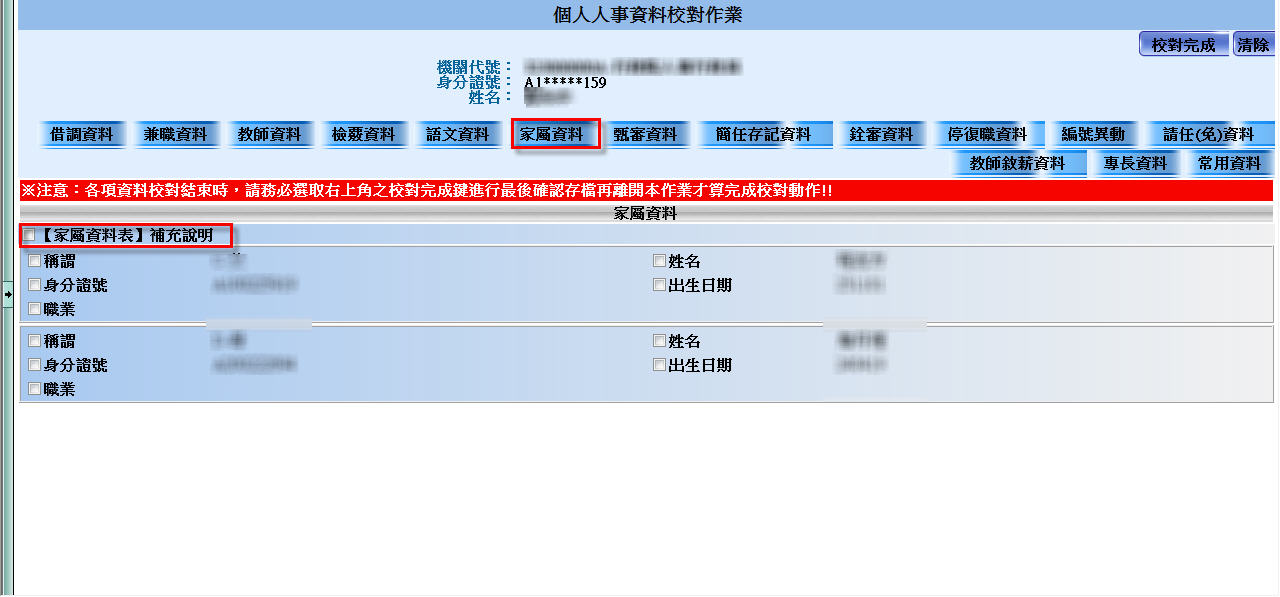 個人人事資料校對作業
校對完成 清除
機關代號：
身分證號： A1*****159
姓名：
借調資料 兼職資料 教師資料 檢覈資料 語文資料 家屬資料 甄審資料 簡任存記資料 銓審資料 停復職資料 編號異動 請任(免)資料
教師敘薪資料 專長資料 常用資料
※注意：各項資料校對結束時，請務必選取右上角之校對完成鍵進行最後確認存檔再離開本作業才算完成校對動作!!
家屬資料
【家屬資料表】補充說明
稱謂 姓名
身分證號 出生日期
職業
稱謂 姓名
身分證號 出生日期
職業